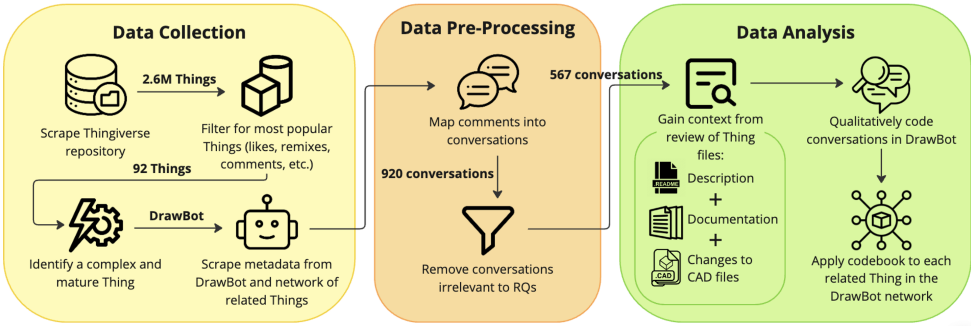 Data Collection
2.6M Things
Scrape Thingiverse
repository
Filter for most popular
Things (likes, remixes,
comments, etc.)
92 Things
Identify a complex and
mature Thing
DrawBot
Scrape metadata from
DrawBot and network of
related Things
Data Pre-Processing
Map comments into
conversations
920 conversations
Remove conversations
irrelevant to RQs
567 conversations
Data Analysis
Gain context from
review of Thing
files:
README
Description
+
Documentation
+
.CAD
Changes to
CAD files
Qualitatively code
conversations in DrawBot
Apply codebook to each
related Thing in the
DrawBot network